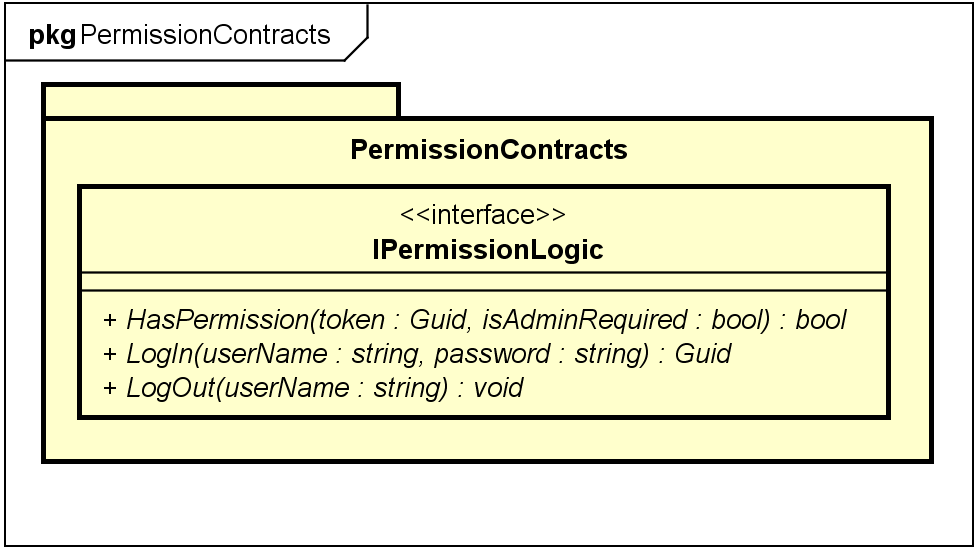 pkg PermissionContracts
PermissionContracts
<<interface>>
IPermissionLogic
+ HasPermission(token : Guid, isAdminRequired : bool) : bool
+ LogIn(userName : string, password : string) : Guid
+ LogOut(userName : string) : void